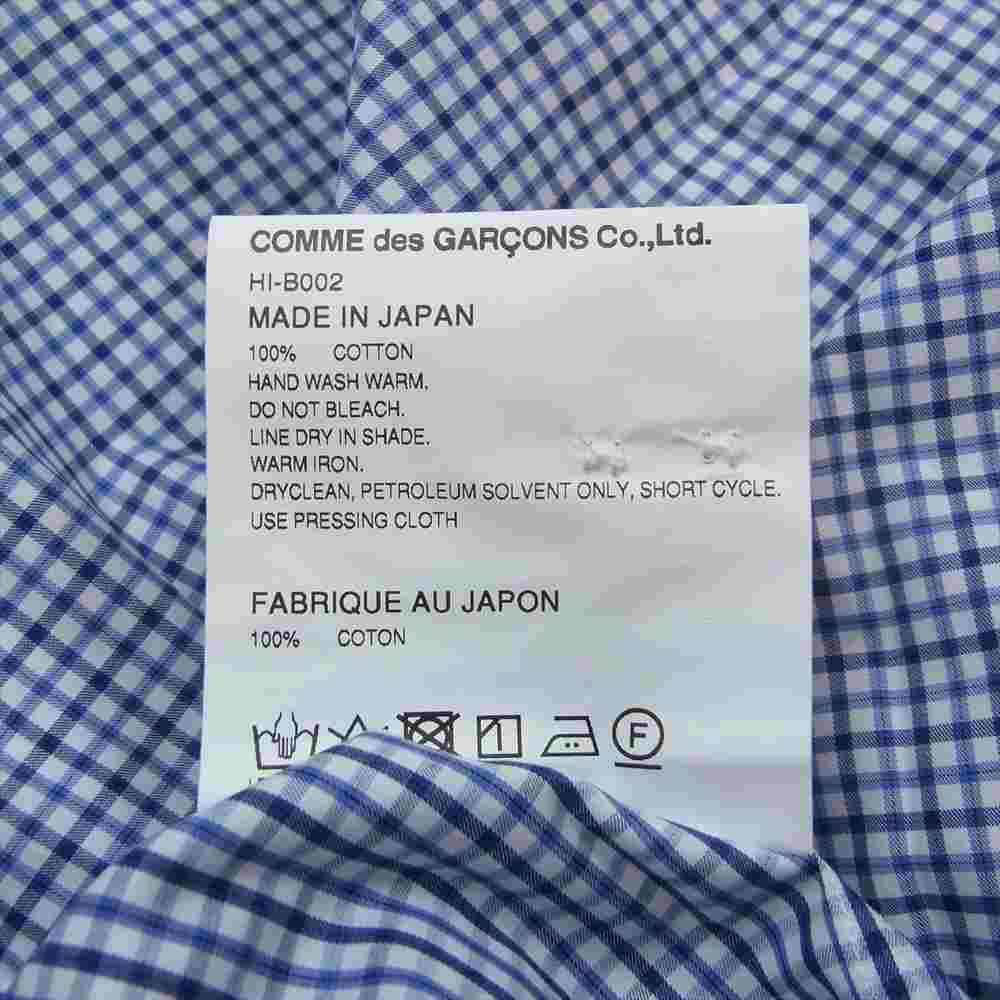 COMME des GARÇONS Co.,Ltd.
HI-B002
MADE IN JAPAN
100% COTTON
HAND WASH WARM.
DO NOT BLEACH.
LINE DRY IN SHADE.
WARM IRON.
DRYCLEAN, PETROLEUM SOLVENT ONLY, SHORT CYCLE.
USE PRESSING CLOTH
FABRIQUE AU JAPON
100% COTON
F